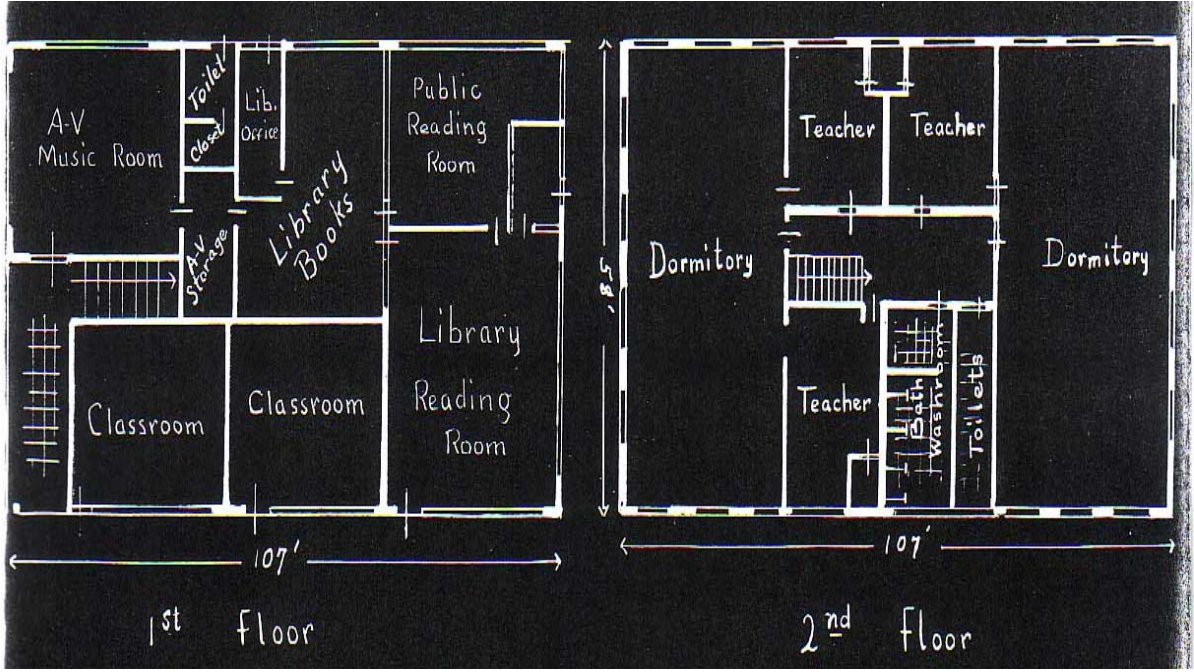 A-V
Music Room
Toilet
Closet
Lib.
Office
Library
Books
A-V
Storage
Public
Reading
Room
Library
Reading
Room
Classroom
Classroom
107'
1st Floor
Dormitory
Teacher
Teacher
Dormitory
Teacher
Bath
Washroom
Toilets
58'
107'
2nd Floor